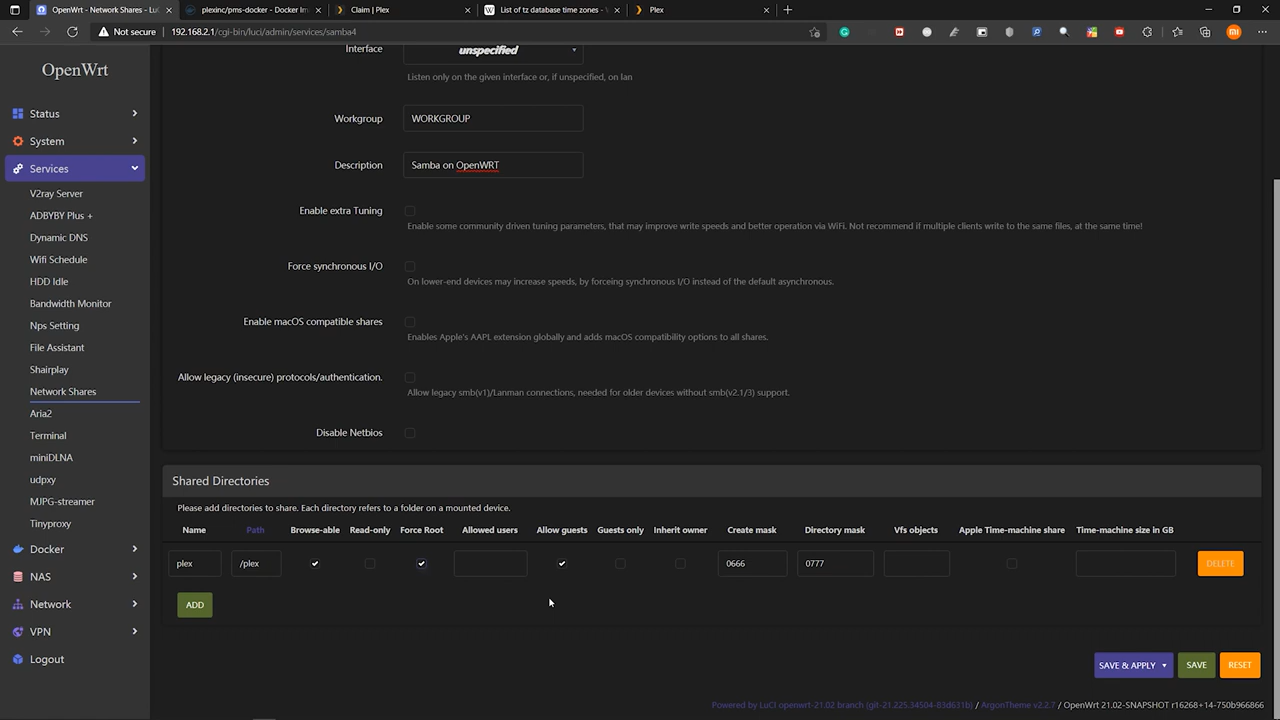 OpenWrt - Network Shares - Lu
plexinc/pms-docker - Docker Im
Claim | Plex
W List of tz database time zones -
Plex
Not secure | 192.168.2.1/cgi-bin/luci/admin/services/samba4
OpenWrt
Status
System
Services
V2ray Server
ADBYBY Plus +
Dynamic DNS
Wifi Schedule
HDD Idle
Bandwidth Monitor
Nps Setting
File Assistant
Shairplay
Network Shares
Aria2
Terminal
miniDLNA
udpxy
MJPG-streamer
Tinyproxy
Docker
NAS
Network
VPN
Logout
Interface unspecified
Listen only on the given interface or, if unspecified, on lan
Workgroup WORKGROUP
Description Samba on OpenWRT
Enable extra Tuning
Enable some community driven tuning parameters, that may improve write speeds and better operation via WiFi. Not recommend if multiple clients write to the same files, at the same time!
Force synchronous I/O
On lower-end devices may increase speeds, by forceing synchronous I/O instead of the default asynchronous.
Enable macOS compatible shares
Enables Apple's AAPL extension globally and adds macOS compatibility options to all shares.
Allow legacy (insecure) protocols/authentication.
Allow legacy smb(v1)/Lanman connections, needed for older devices without smb(v2.1/3) support.
Disable Netbios
Shared Directories
Please add directories to share. Each directory refers to a folder on a mounted device.
Name Path Browse-able Read-only Force Root Allowed users Allow guests Guests only Inherit owner Create mask Directory mask Vfs objects Apple Time-machine share Time-machine size in GB
plex /plex 0666 0777 DELETE
ADD
SAVE & APPLY SAVE RESET
Powered by LuCI openwrt-21.02 branch (git-21.225.34504-83d631b) / ArgonTheme v2.2.7 / OpenWrt 21.02-SNAPSHOT r16268+14-750b966866